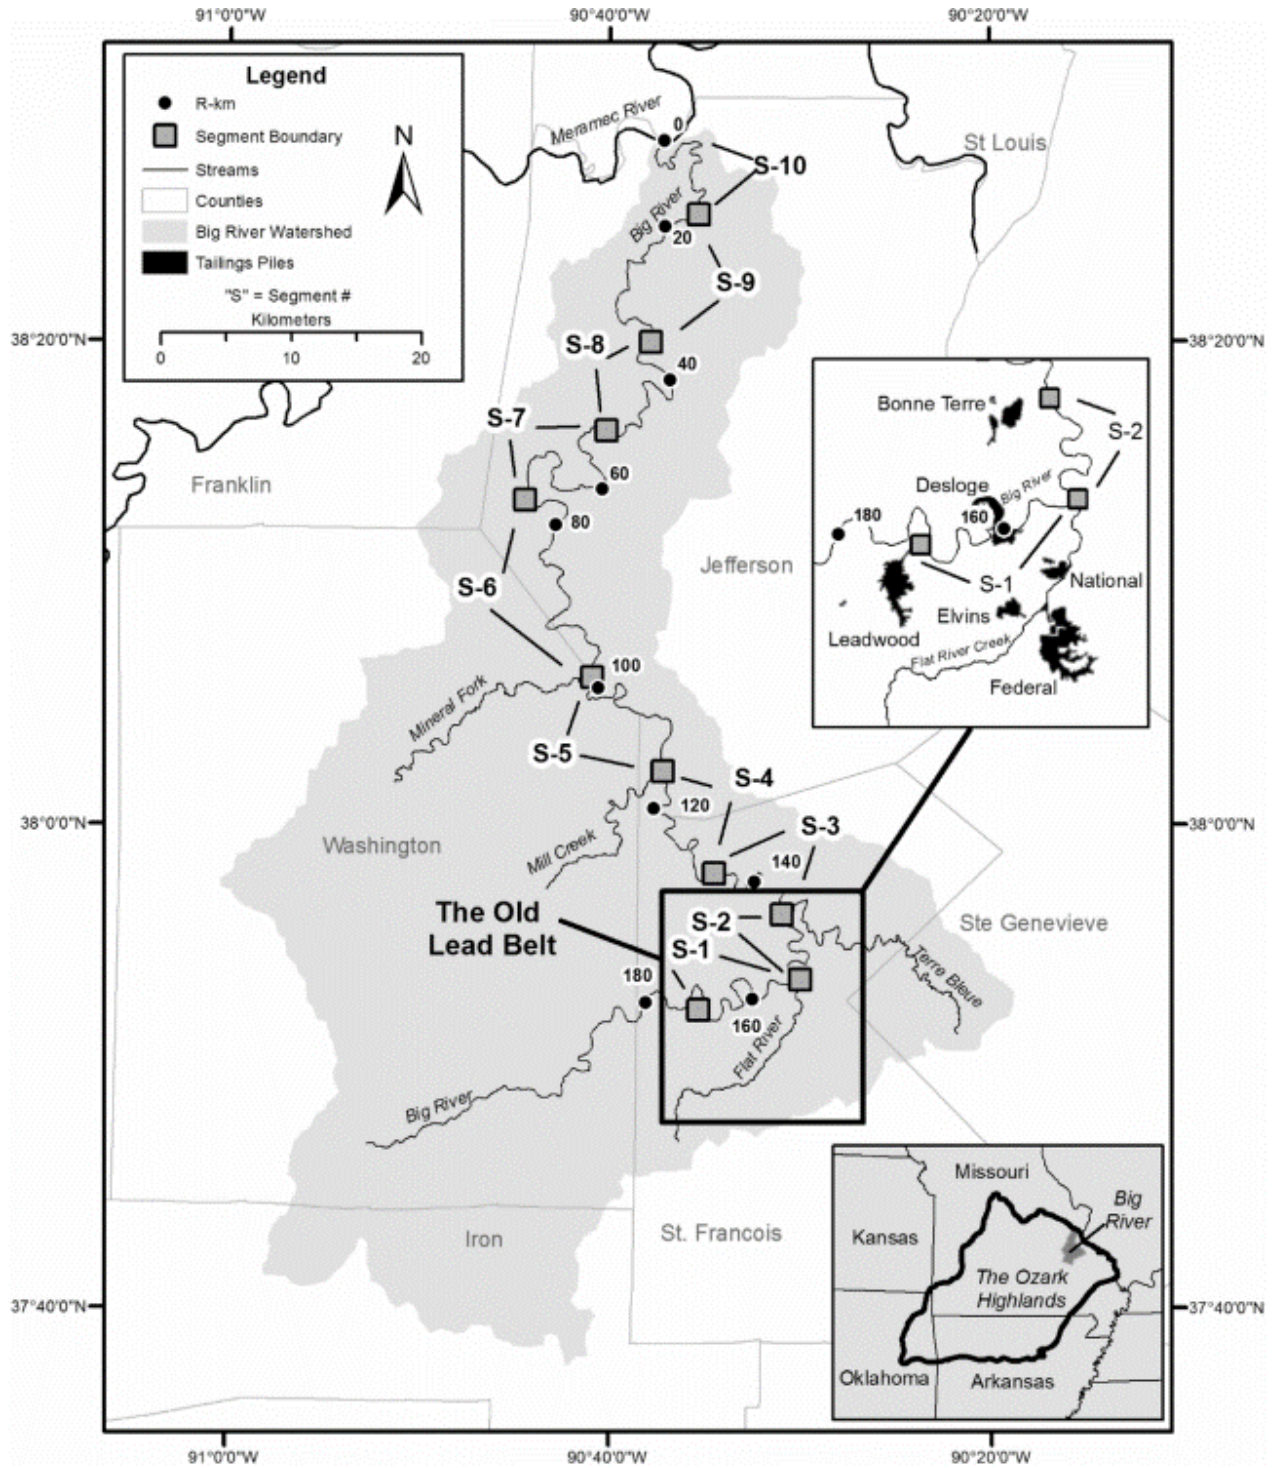 91°0'0"W
90°40'0"W
90°20'0"W
Legend
R-km
Segment Boundary
Streams
Counties
Big River Watershed
Tailings Piles
"S" = Segment #
Kilometers
0 10 20
N
Meramec River
0
St Louis
S-10
Big River
20
S-9
38°20'0"N
38°20'0"N
S-8
40
S-7
Bonne Terre
S-2
Franklin
60
Desloge
Big River
180
160
80
Jefferson
S-1
National
S-6
Elvins
Leadwood
Flat River Creek
Federal
100
Mineral Fork
S-5
S-4
120
38°0'0"N
38°0'0"N
S-3
Washington
Mill Creek
140
The Old
Lead Belt
S-2
Ste Genevieve
S-1
Terre Bleue
180
160
Flat River
Big River
Missouri
Big
River
Iron
St. Francois
Kansas
The Ozark
Highlands
37°40'0"N
37°40'0"N
Oklahoma
Arkansas
91°0'0"W
90°40'0"W
90°20'0"W